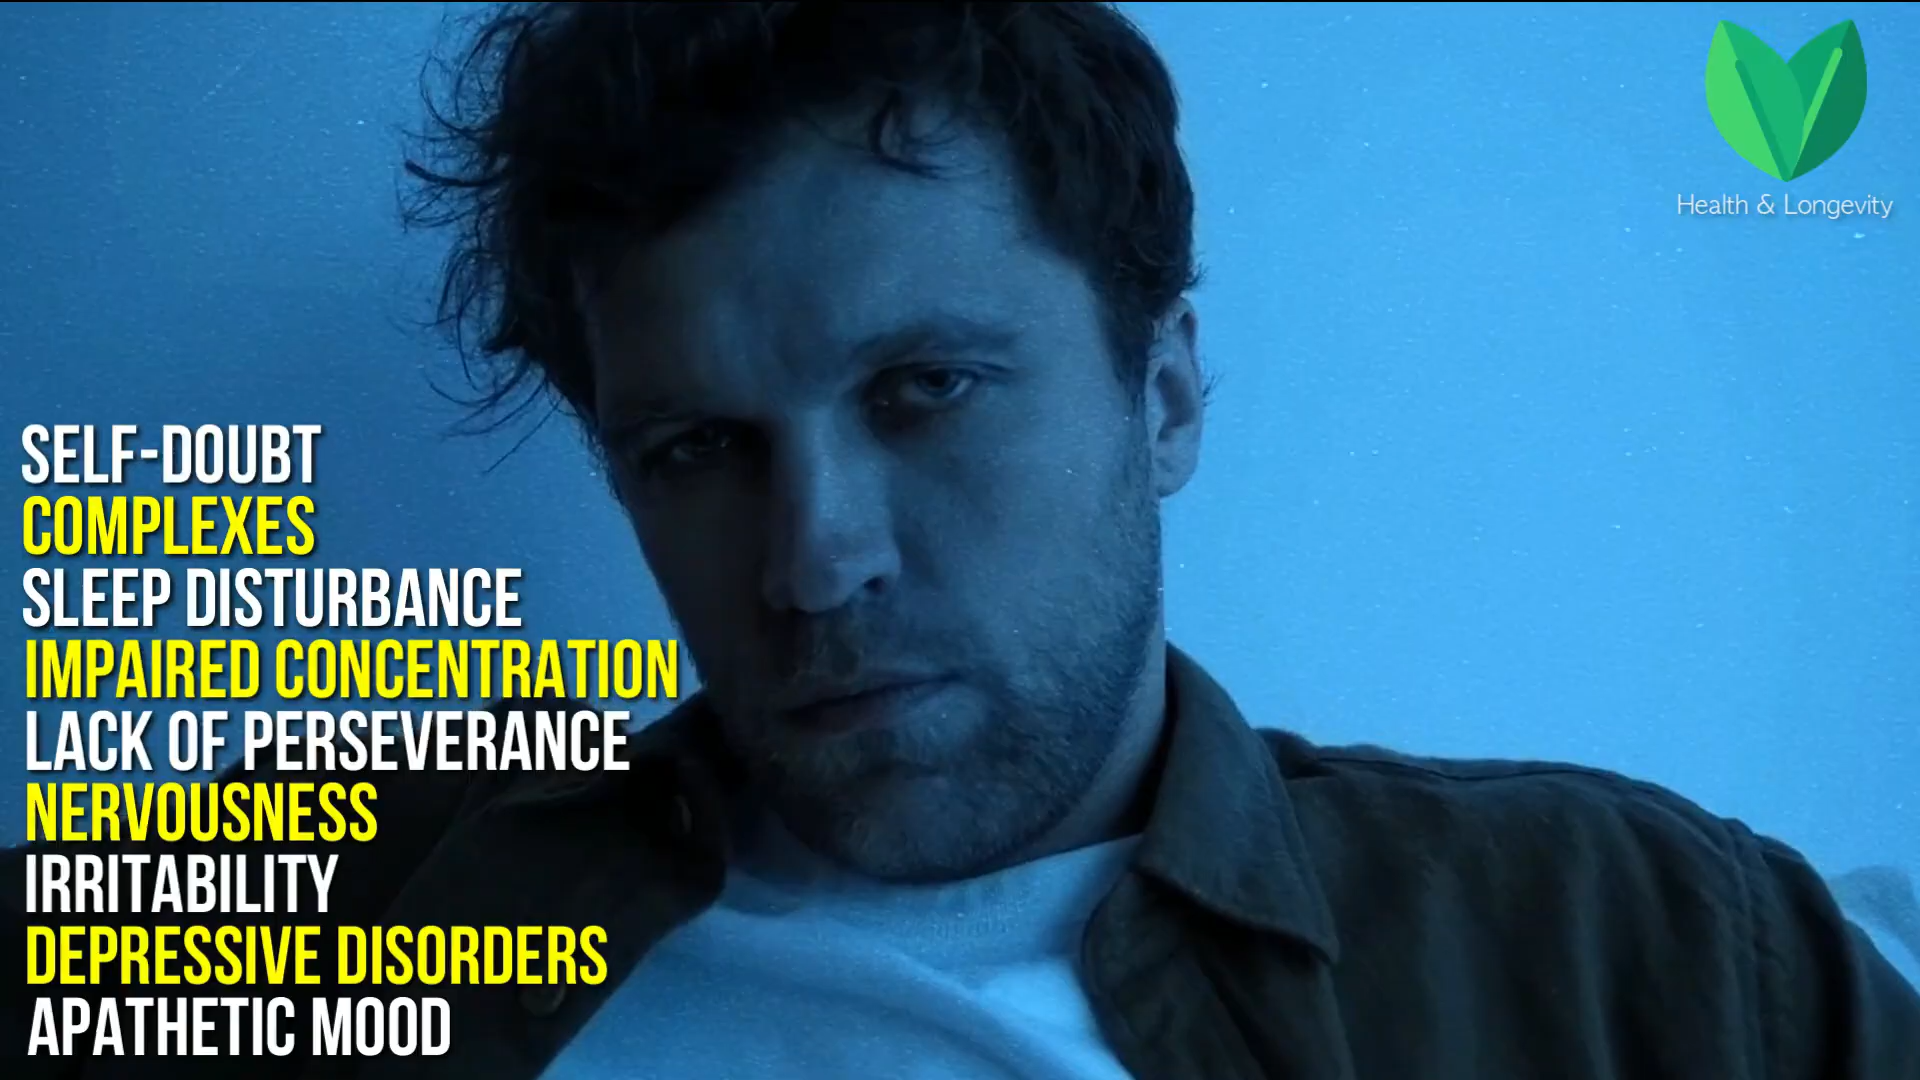 Health & Longevity
SELF-DOUBT
COMPLEXES
SLEEP DISTURBANCE
IMPAIRED CONCENTRATION
LACK OF PERSEVERANCE
NERVOUSNESS
IRRITABILITY
DEPRESSIVE DISORDERS
APATHETIC MOOD